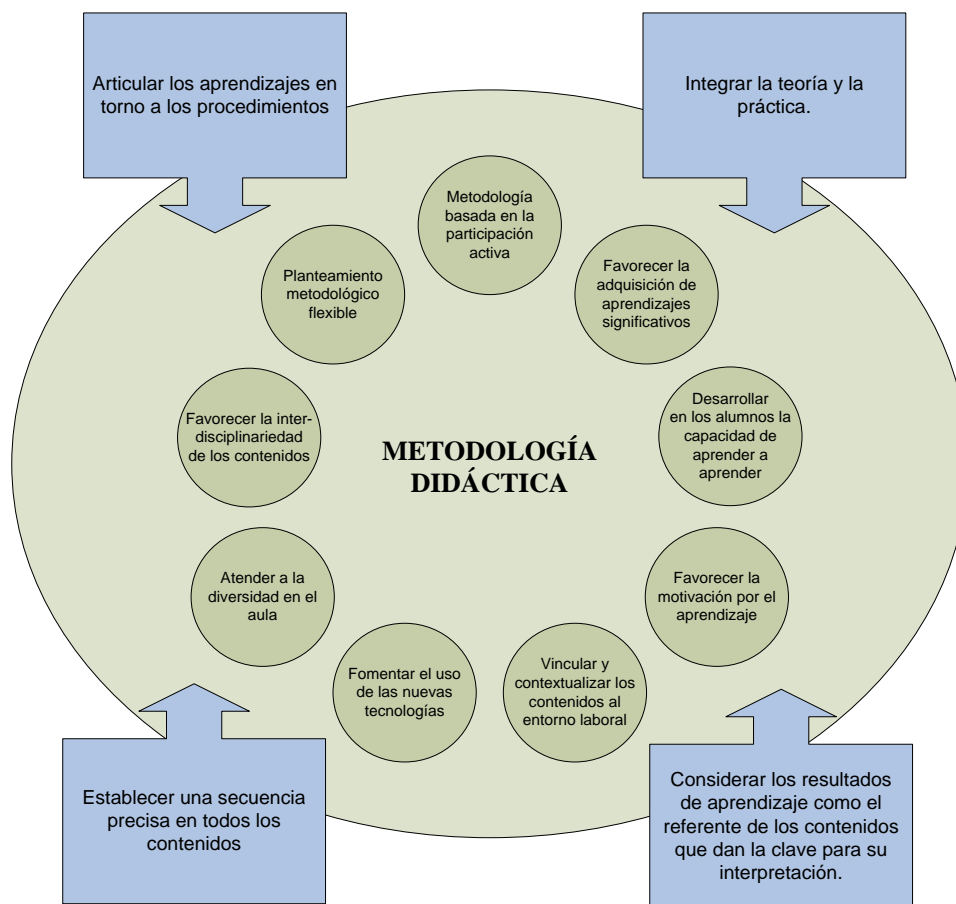 Articular los aprendizajes en
torno a los procedimientos
Integrar la teoría y la
práctica.
Metodología
basada en la
participación
activa
Planteamiento
metodológico
flexible
Favorecer la
adquisición de
aprendizajes
significativos
Favorecer la inter-
disciplinariedad
de los contenidos
METODOLOGÍA
DIDÁCTICA
Desarrollar
en los alumnos la
capacidad de
aprender a
aprender
Atender a la
diversidad en el
aula
Favorecer la
motivación por el
aprendizaje
Fomentar el uso
de las nuevas
tecnologías
Vincular y
contextualizar los
contenidos al
entorno laboral
Establecer una secuencia
precisa en todos los
contenidos
Considerar los resultados
de aprendizaje como el
referente de los contenidos
que dan la clave para su
interpretación.